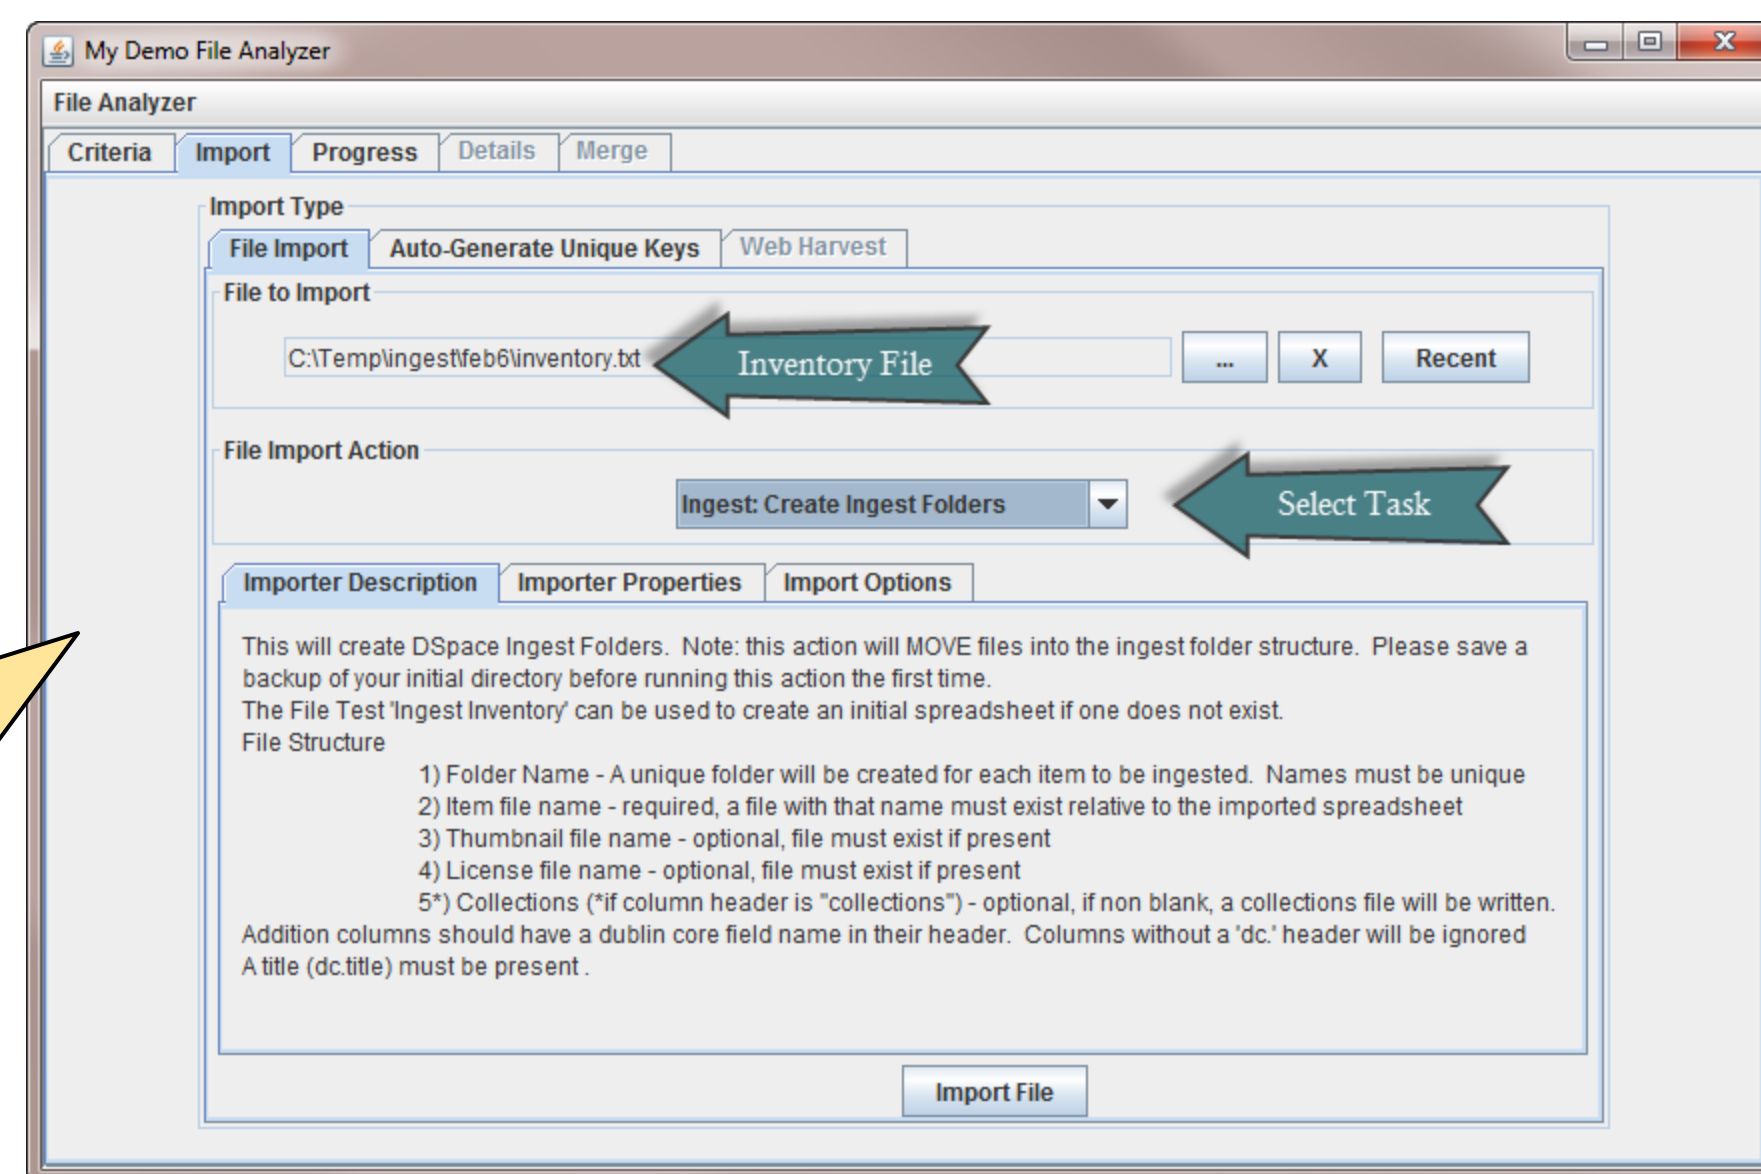 My Demo File Analyzer
File Analyzer
Criteria Import Progress Details Merge
Import Type
File Import Auto-Generate Unique Keys Web Harvest
File to Import
C:\Temp\ingest\feb6\inventory.txt Inventory File ... X Recent
File Import Action
Ingest: Create Ingest Folders Select Task
Importer Description Importer Properties Import Options
This will create DSpace Ingest Folders. Note: this action will MOVE files into the ingest folder structure. Please save a
backup of your initial directory before running this action the first time.
The File Test 'Ingest Inventory' can be used to create an initial spreadsheet if one does not exist.
File Structure
1) Folder Name - A unique folder will be created for each item to be ingested. Names must be unique
2) Item file name - required, a file with that name must exist relative to the imported spreadsheet
3) Thumbnail file name - optional, file must exist if present
4) License file name - optional, file must exist if present
5*) Collections (*if column header is "collections") - optional, if non blank, a collections file will be written.
Addition columns should have a dublin core field name in their header. Columns without a 'dc.' header will be ignored
A title (dc.title) must be present .
Import File